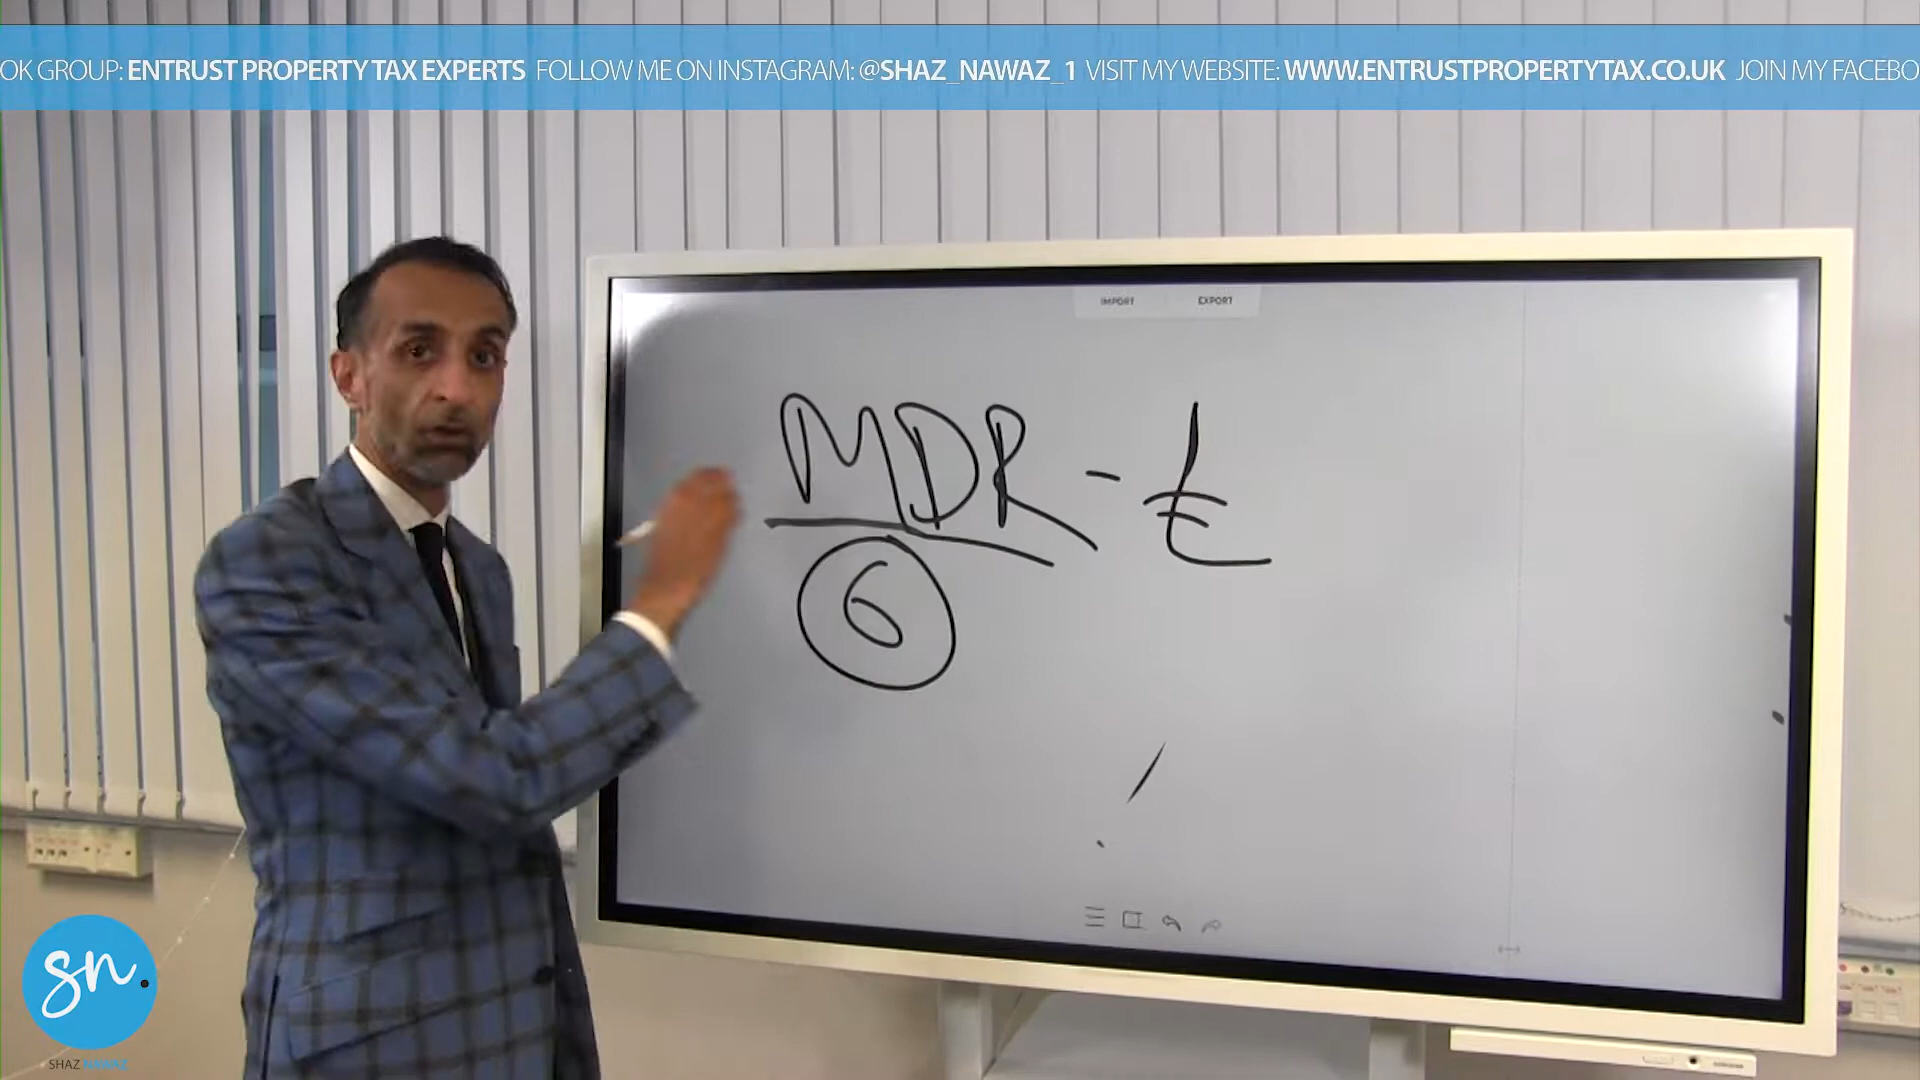 OK GROUP: ENTRUST PROPERTY TAX EXPERTS FOLLOW ME ON INSTAGRAM: @SHAZ_NAWAZ_1 VISIT MY WEBSITE: WWW.ENTRUSTPROPERTYTAX.CO.UK JOIN MY FACEBO
IMPORT EXPORT
MDR - £
6
sn.
SHAZ NAWAZ